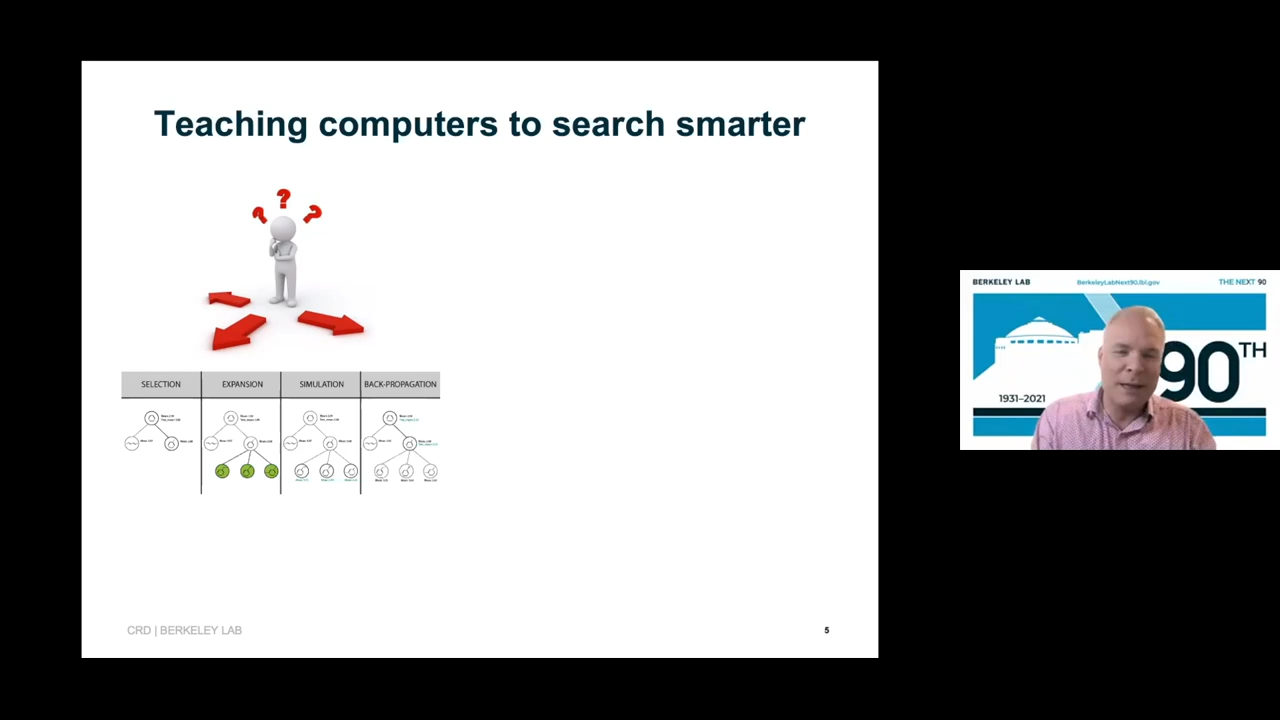 Teaching computers to search smarter
? ? ?
SELECTION EXPANSION SIMULATION BACK-PROPAGATION
CRD | BERKELEY LAB
5
BERKELEY LAB BerkeleyLabNext90.lbl.gov THE NEXT 90
90TH
1931–2021